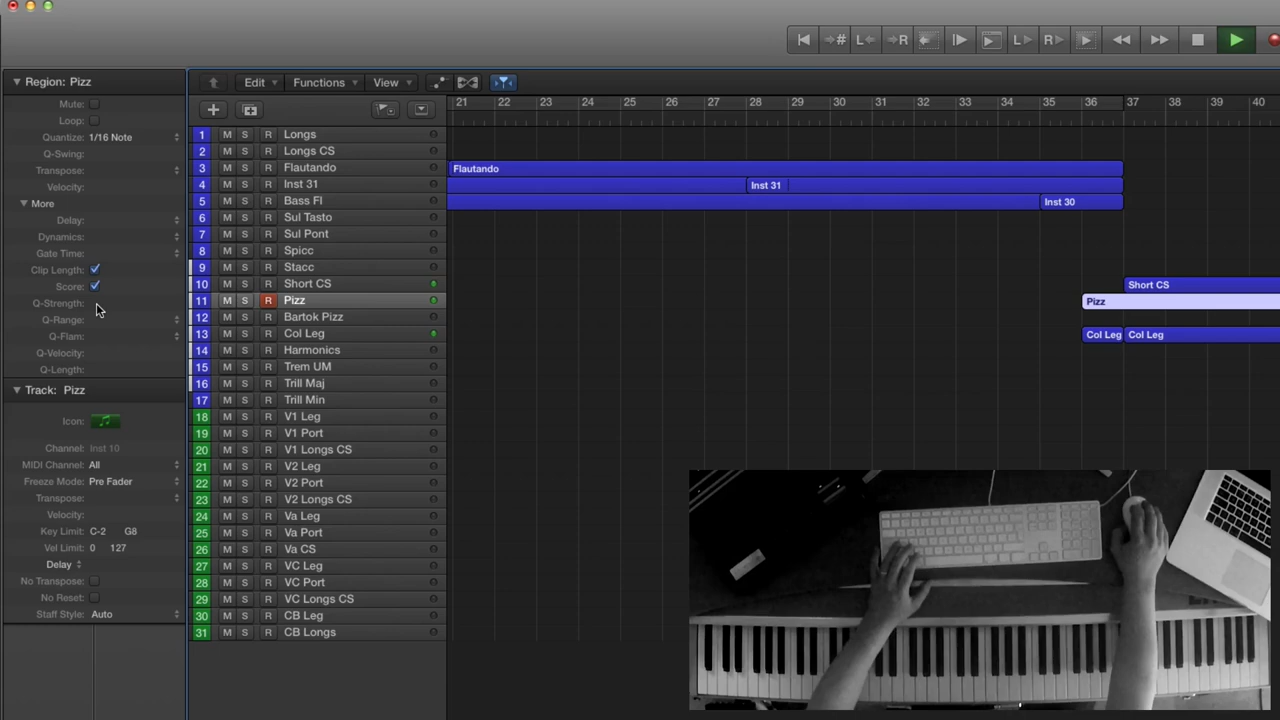 Region: Pizz
Mute:
Loop:
Quantize: 1/16 Note
Q-Swing:
Transpose:
Velocity:
More
Delay:
Dynamics:
Gate Time:
Clip Length:
Score:
Q-Strength:
Q-Range:
Q-Flam:
Q-Velocity:
Q-Length:
Track: Pizz
Icon:
Channel: Inst 10
MIDI Channel: All
Freeze Mode: Pre Fader
Transpose:
Velocity:
Key Limit: C-2 G8
Vel Limit: 0 127
Delay
No Transpose:
No Reset:
Staff Style: Auto
Edit Functions View
21 22 23 24 25 26 27 28 29 30 31 32 33 34 35 36 37 38 39 40
1 M S R Longs
2 M S R Longs CS
3 M S R Flautando Flautando
4 M S R Inst 31 Inst 31
5 M S R Bass Fl Inst 30
6 M S R Sul Tasto
7 M S R Sul Pont
8 M S R Spicc
9 M S R Stacc
10 M S R Short CS Short CS
11 M S R Pizz Pizz
12 M S R Bartok Pizz
13 M S R Col Leg Col Leg Col Leg
14 M S R Harmonics
15 M S R Trem UM
16 M S R Trill Maj
17 M S R Trill Min
18 M S R V1 Leg
19 M S R V1 Port
20 M S R V1 Longs CS
21 M S R V2 Leg
22 M S R V2 Port
23 M S R V2 Longs CS
24 M S R Va Leg
25 M S R Va Port
26 M S R Va CS
27 M S R VC Leg
28 M S R VC Port
29 M S R VC Longs CS
30 M S R CB Leg
31 M S R CB Longs